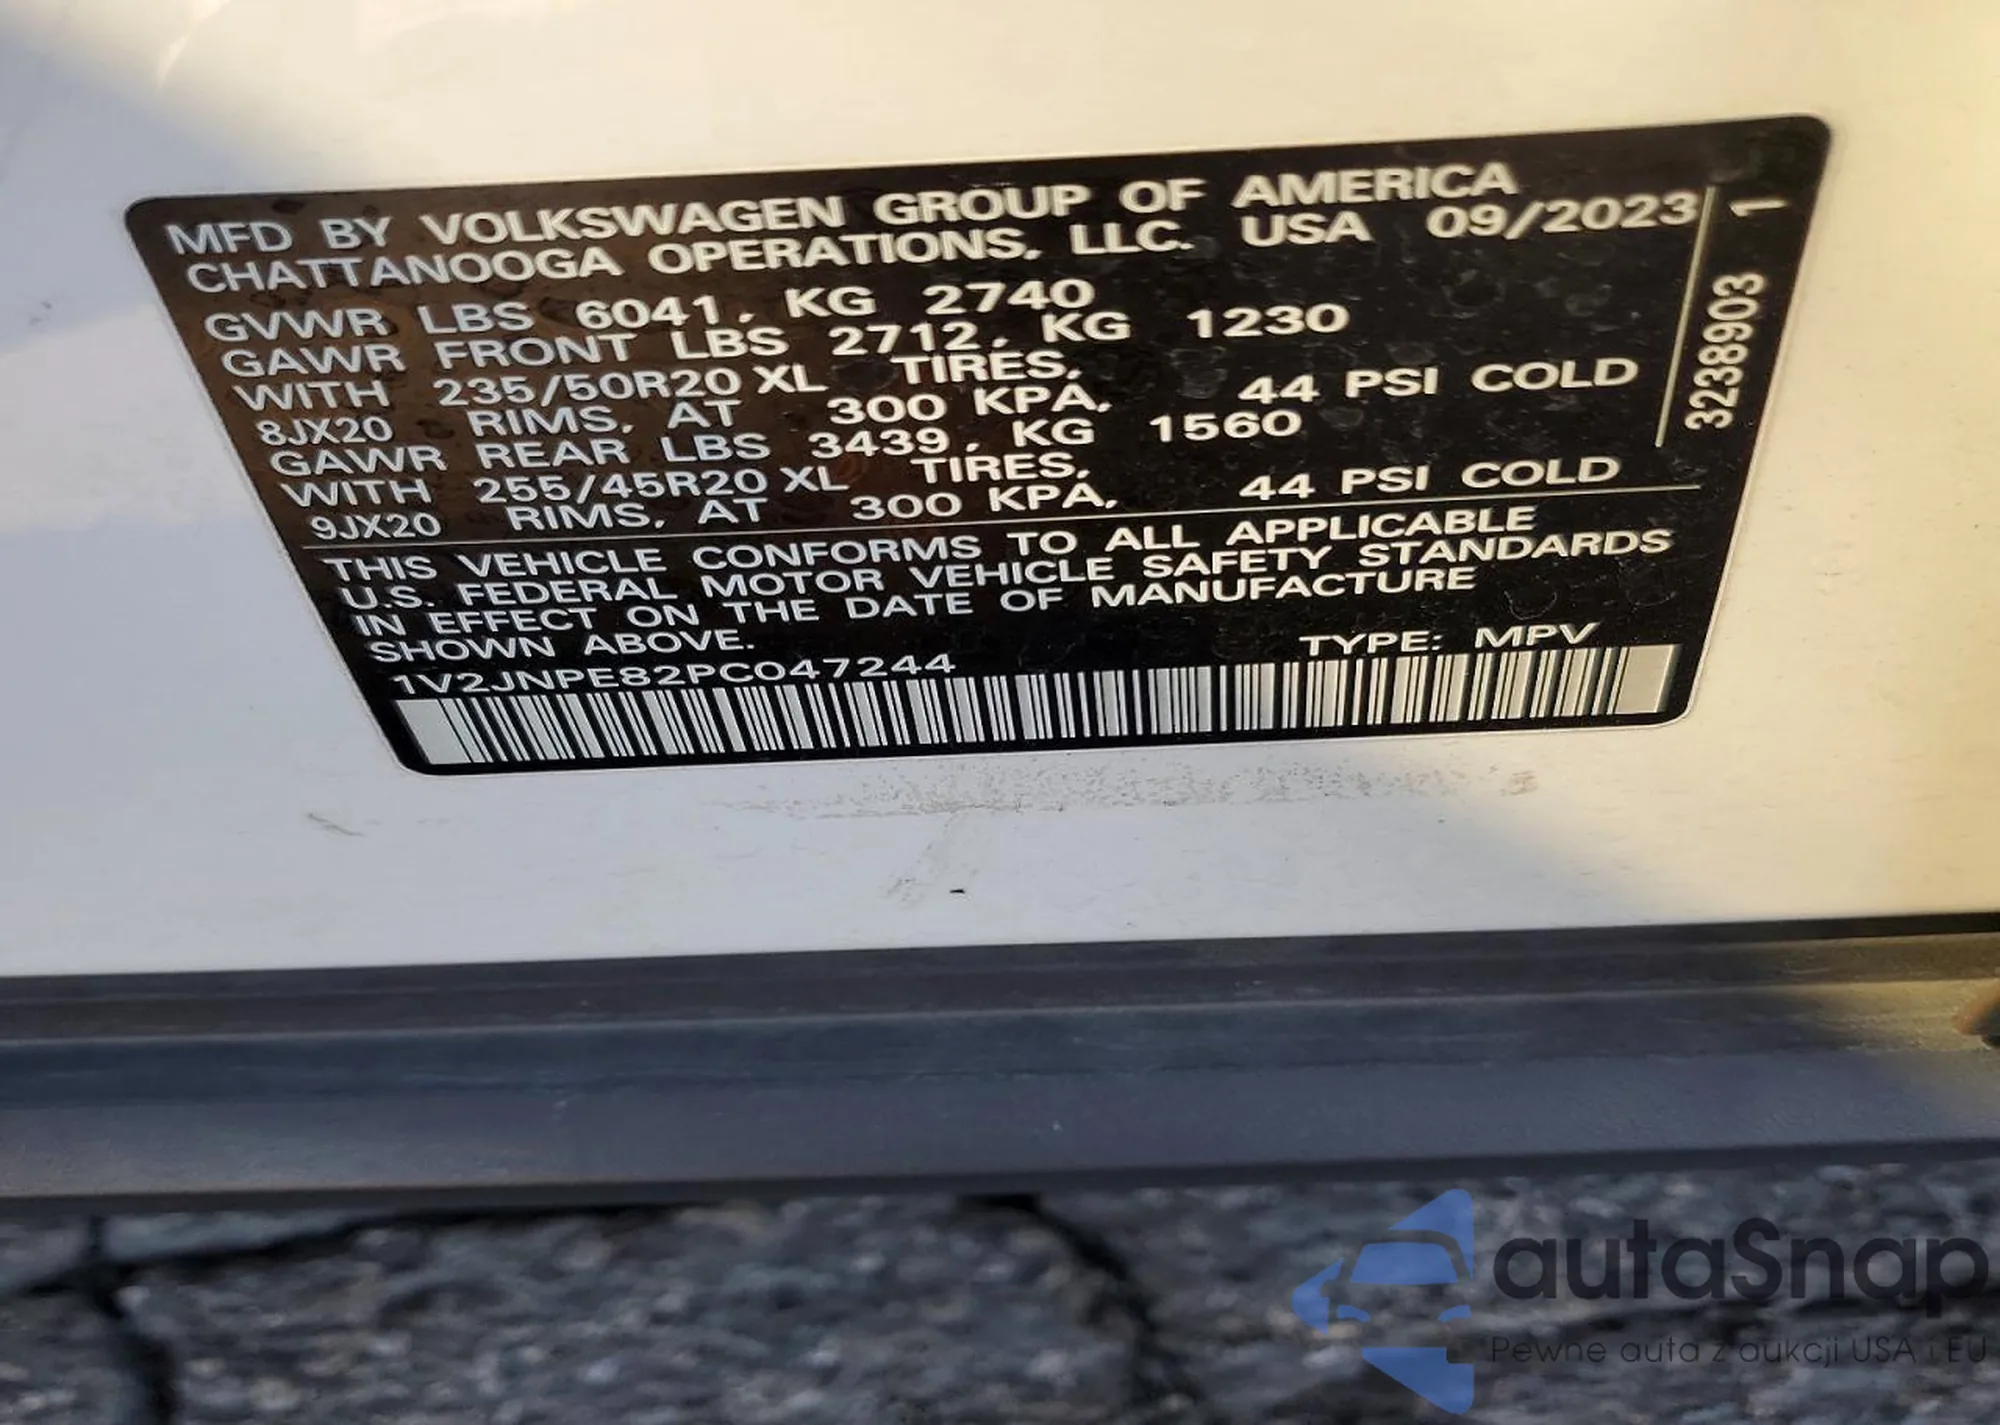 MFD BY VOLKSWAGEN GROUP OF AMERICA
CHATTANOOGA OPERATIONS, LLC. USA 09/2023
GVWR LBS 6041, KG 2740
GAWR FRONT LBS 2712, KG 1230
WITH 235/50R20 XL TIRES,
8JX20 RIMS, AT 300 KPA, 44 PSI COLD
GAWR REAR LBS 3439, KG 1560
WITH 255/45R20 XL TIRES,
9JX20 RIMS, AT 300 KPA, 44 PSI COLD
THIS VEHICLE CONFORMS TO ALL APPLICABLE
U.S. FEDERAL MOTOR VEHICLE SAFETY STANDARDS
IN EFFECT ON THE DATE OF MANUFACTURE
SHOWN ABOVE.
TYPE: MPV
1V2JNPE82PC047244
3238903 1
autaSnap
Pewne auta z aukcji USA i EU